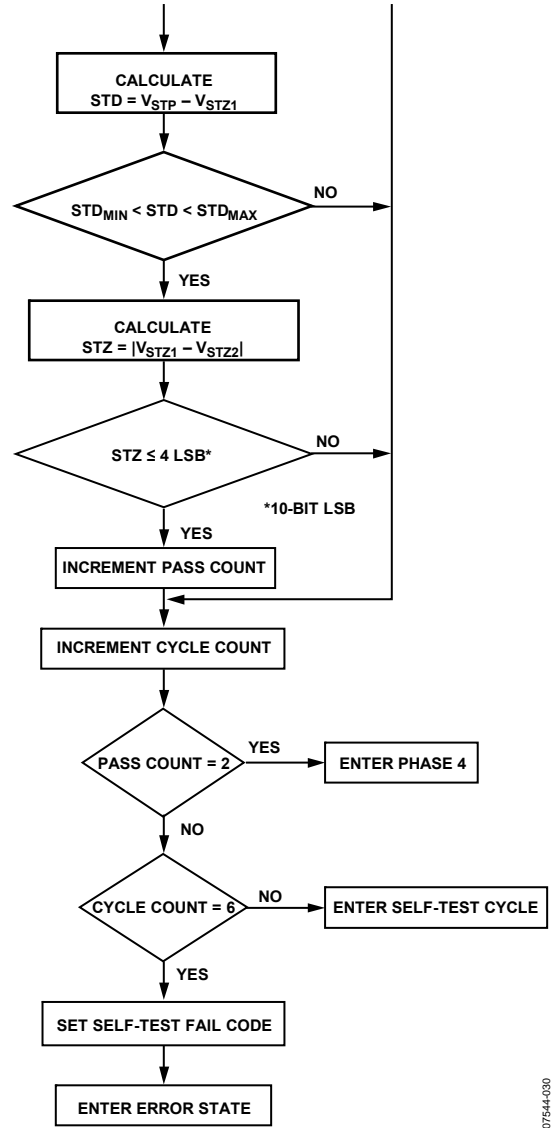 CALCULATE
STD = VSTP – VSTZ1
STDMIN < STD < STDMAX
NO
YES
CALCULATE
STZ = |VSTZ1 – VSTZ2|
STZ ≤ 4 LSB*
NO
*10-BIT LSB
YES
INCREMENT PASS COUNT
INCREMENT CYCLE COUNT
PASS COUNT = 2
YES
ENTER PHASE 4
NO
CYCLE COUNT = 6
NO
ENTER SELF-TEST CYCLE
YES
SET SELF-TEST FAIL CODE
ENTER ERROR STATE
07544-030